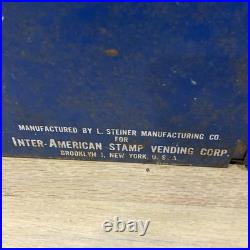 MANUFACTURED BY L. STEINER MANUFACTURING CO.
FOR
INTER-AMERICAN STAMP VENDING CORP.
BROOKLYN 1, NEW YORK, U. S. A.